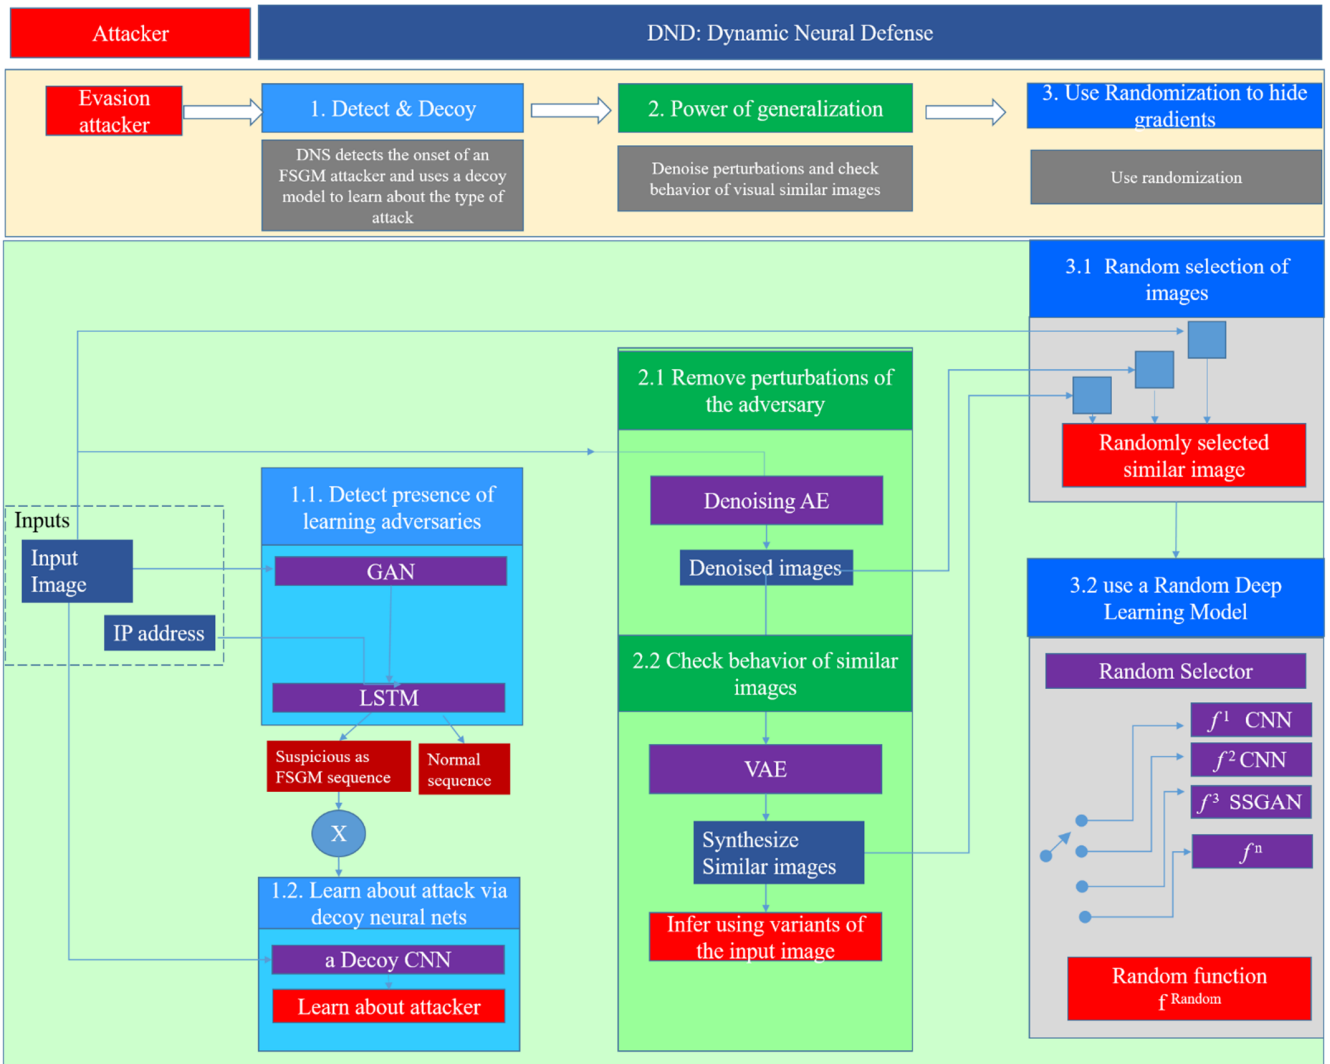 Attacker
DND: Dynamic Neural Defense
Evasion
attacker
1. Detect & Decoy
2. Power of generalization
3. Use Randomization to hide
gradients
DNS detects the onset of an
FSGM attacker and uses a decoy
model to learn about the type of
attack
Denoise perturbations and check
behavior of visual similar images
Use randomization
Inputs
Input
Image
IP address
1.1. Detect presence of
learning adversaries
GAN
LSTM
Suspicious as
FSGM sequence
Normal
sequence
X
1.2. Learn about attack via
decoy neural nets
a Decoy CNN
Learn about attacker
2.1 Remove perturbations of
the adversary
Denoising AE
Denoised images
2.2 Check behavior of similar
images
VAE
Synthesize
Similar images
Infer using variants of
the input image
3.1 Random selection of
images
Randomly selected
similar image
3.2 use a Random Deep
Learning Model
Random Selector
f¹ CNN
f² CNN
f³ SSGAN
fⁿ
Random function
f Random